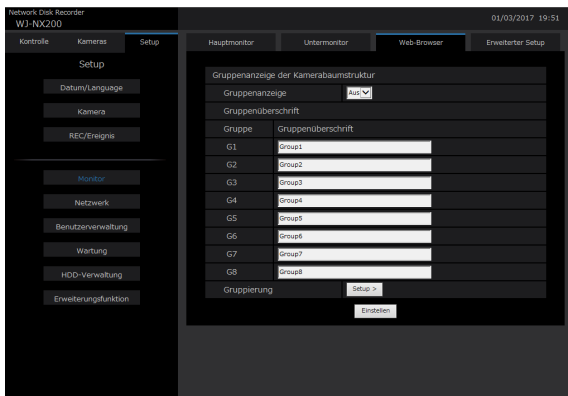 Network Disk Recorder
WJ-NX200
01/03/2017 19:51
Kontrolle Kameras Setup
Hauptmonitor Untermonitor Web-Browser Erweiterter Setup
Setup
Datum/Language
Kamera
REC/Ereignis
Monitor
Netzwerk
Benutzerverwaltung
Wartung
HDD-Verwaltung
Erweiterungsfunktion
Gruppenanzeige der Kamerabaumstruktur
Gruppenanzeige Aus
Gruppenüberschrift
Gruppe Gruppenüberschrift
G1 Group1
G2 Group2
G3 Group3
G4 Group4
G5 Group5
G6 Group6
G7 Group7
G8 Group8
Gruppierung Setup >
Einstellen